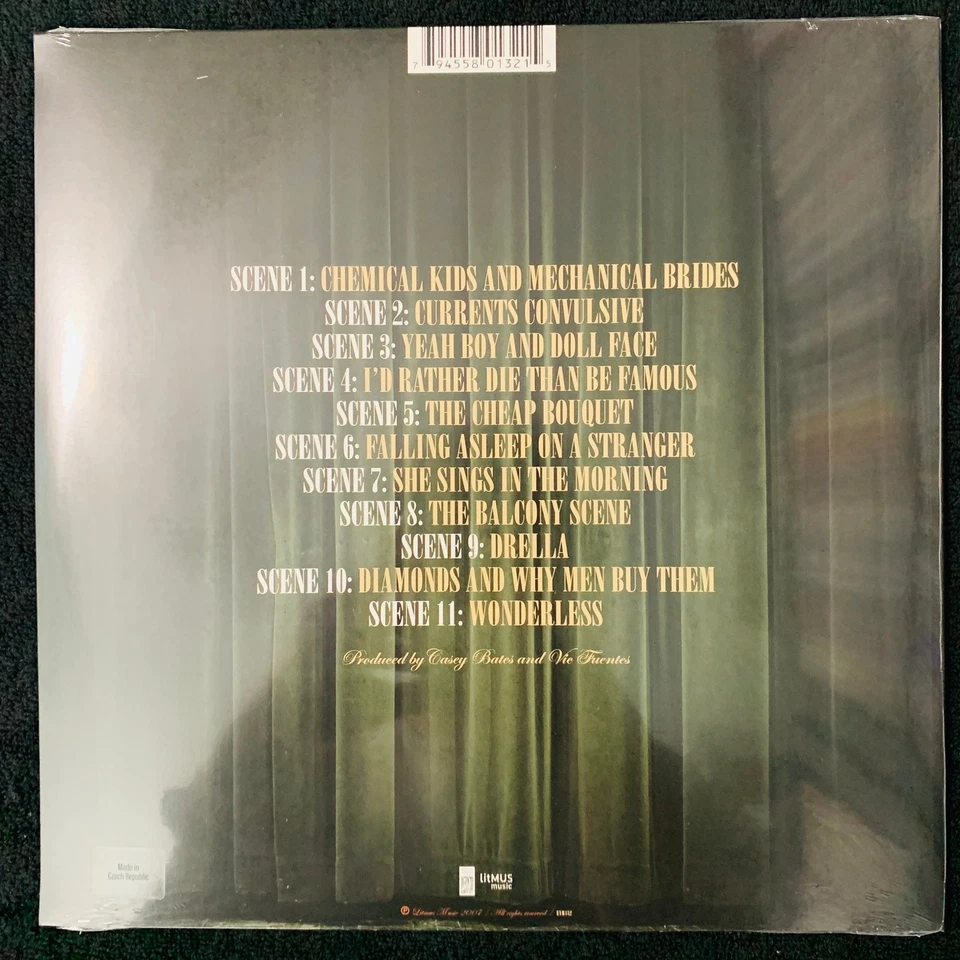 7 94558 01321 5
SCENE 1: CHEMICAL KIDS AND MECHANICAL BRIDES
SCENE 2: CURRENTS CONVULSIVE
SCENE 3: YEAH BOY AND DOLL FACE
SCENE 4: I'D RATHER DIE THAN BE FAMOUS
SCENE 5: THE CHEAP BOUQUET
SCENE 6: FALLING ASLEEP ON A STRANGER
SCENE 7: SHE SINGS IN THE MORNING
SCENE 8: THE BALCONY SCENE
SCENE 9: DRELLA
SCENE 10: DIAMONDS AND WHY MEN BUY THEM
SCENE 11: WONDERLESS
Produced by Casey Bates and Vic Fuentes
Made in
Czech Republic
litmus
music
℗ Litmus Music 2007 / All rights reserved /